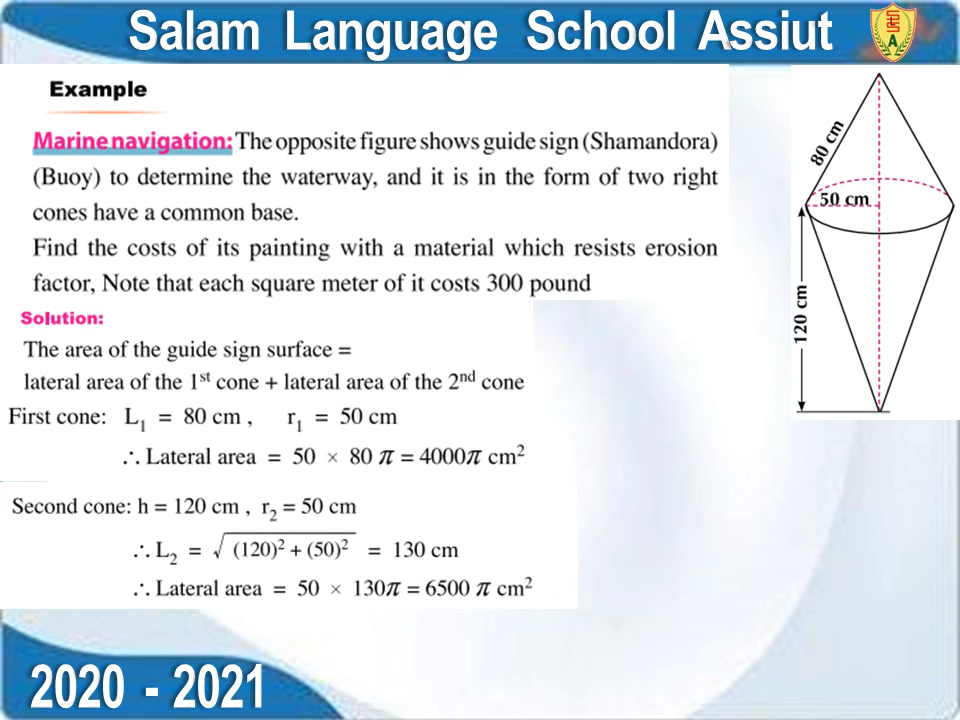 Salam Language School Assiut
Example
Marine navigation: The opposite figure shows guide sign (Shamandora)
(Buoy) to determine the waterway, and it is in the form of two right
cones have a common base.
Find the costs of its painting with a material which resists erosion
factor, Note that each square meter of it costs 300 pound
80 cm
50 cm
120 cm
Solution:
The area of the guide sign surface =
lateral area of the 1st cone + lateral area of the 2nd cone
First cone: L₁ = 80 cm , r₁ = 50 cm
∴ Lateral area = 50 × 80 π = 4000π cm²
Second cone: h = 120 cm , r₂ = 50 cm
∴ L₂ = √(120)² + (50)² = 130 cm
∴ Lateral area = 50 × 130π = 6500 π cm²
2020 - 2021